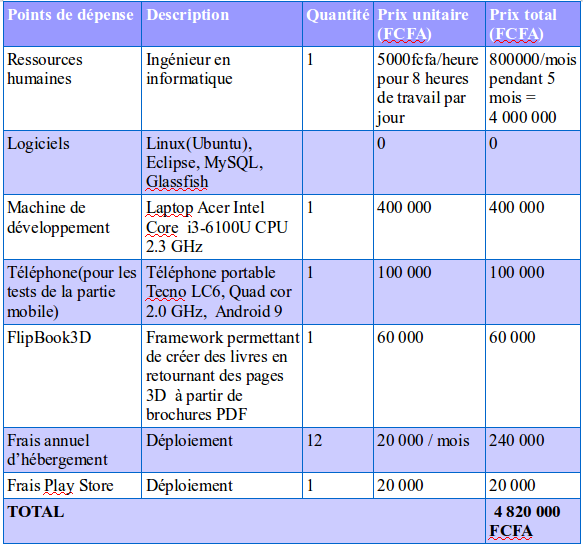 Points de dépense Description Quantité Prix unitaire (FCFA) Prix total (FCFA)
Ressources humaines Ingénieur en informatique 1 5000fcfa/heure pour 8 heures de travail par jour 800000/mois pendant 5 mois = 4 000 000
Logiciels Linux(Ubuntu), Eclipse, MySQL, Glassfish 0 0
Machine de développement Laptop Acer Intel Core i3-6100U CPU 2.3 GHz 1 400 000 400 000
Téléphone(pour les tests de la partie mobile) Téléphone portable Tecno LC6, Quad cor 2.0 GHz, Android 9 1 100 000 100 000
FlipBook3D Framework permettant de créer des livres en retournant des pages 3D à partir de brochures PDF 1 60 000 60 000
Frais annuel d’hébergement Déploiement 12 20 000 / mois 240 000
Frais Play Store Déploiement 1 20 000 20 000
TOTAL 4 820 000 FCFA